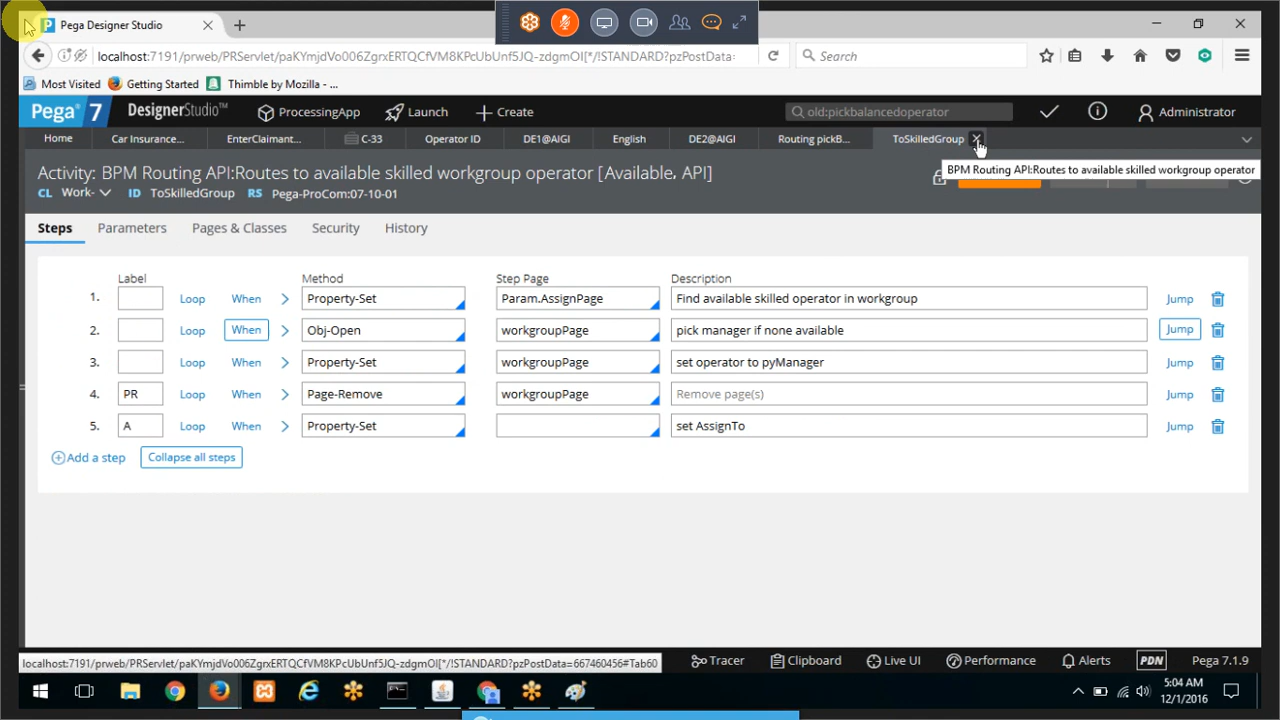 Pega Designer Studio
localhost:7191/prweb/PRServlet/paKYmjdVo006ZgrxERTQCfVM8KPcUbUnf5JQ-zdgmOI[*/!STANDARD?pzPostData=
Search
Most Visited Getting Started Thimble by Mozilla - ...
Pega 7 DesignerStudio™ ProcessingApp Launch Create old:pickbalancedoperator Administrator
Home Car Insurance... EnterClaimant... C-33 Operator ID DE1@AIGI English DE2@AIGI Routing pickB... ToSkilledGroup
Activity: BPM Routing API:Routes to available skilled workgroup operator [Available, API]
BPM Routing API:Routes to available skilled workgroup operator
CL Work- ID ToSkilledGroup RS Pega-ProCom:07-10-01
Steps Parameters Pages & Classes Security History
Label Method Step Page Description
1. Loop When Property-Set Param.AssignPage Find available skilled operator in workgroup Jump
2. Loop When Obj-Open workgroupPage pick manager if none available Jump
3. Loop When Property-Set workgroupPage set operator to pyManager Jump
4. PR Loop When Page-Remove workgroupPage Remove page(s) Jump
5. A Loop When Property-Set set AssignTo Jump
Add a step Collapse all steps
localhost:7191/prweb/PRServlet/paKYmjdVo006ZgrxERTQCfVM8KPcUbUnf5JQ-zdgmOI[*/!STANDARD?pzPostData=667460456#Tab60
Tracer Clipboard Live UI Performance Alerts PDN Pega 7.1.9
5:04 AM
12/1/2016